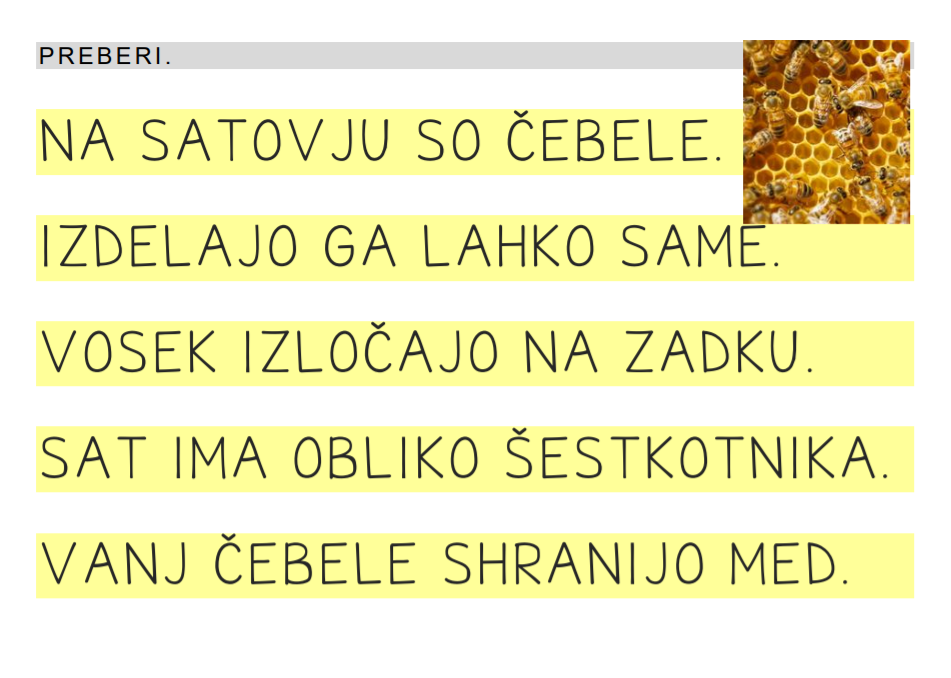 PREBERI.
NA SATOVJU SO ČEBELE.
IZDELAJO GA LAHKO SAME.
VOSEK IZLOČAJO NA ZADKU.
SAT IMA OBLIKO ŠESTKOTNIKA.
VANJ ČEBELE SHRANIJO MED.